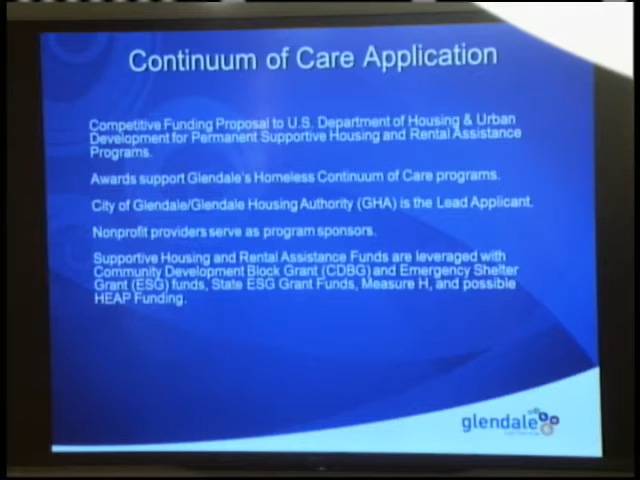 Continuum of Care Application
Competitive Funding Proposal to U.S. Department of Housing & Urban
Development for Permanent Supportive Housing and Rental Assistance
Programs.
Awards support Glendale's Homeless Continuum of Care programs.
City of Glendale/Glendale Housing Authority (GHA) is the Lead Applicant.
Nonprofit providers serve as program sponsors.
Supportive Housing and Rental Assistance Funds are leveraged with
Community Development Block Grant (CDBG) and Emergency Shelter
Grant (ESG) funds, State ESG Grant Funds, Measure H, and possible
HEAP Funding.
glendale